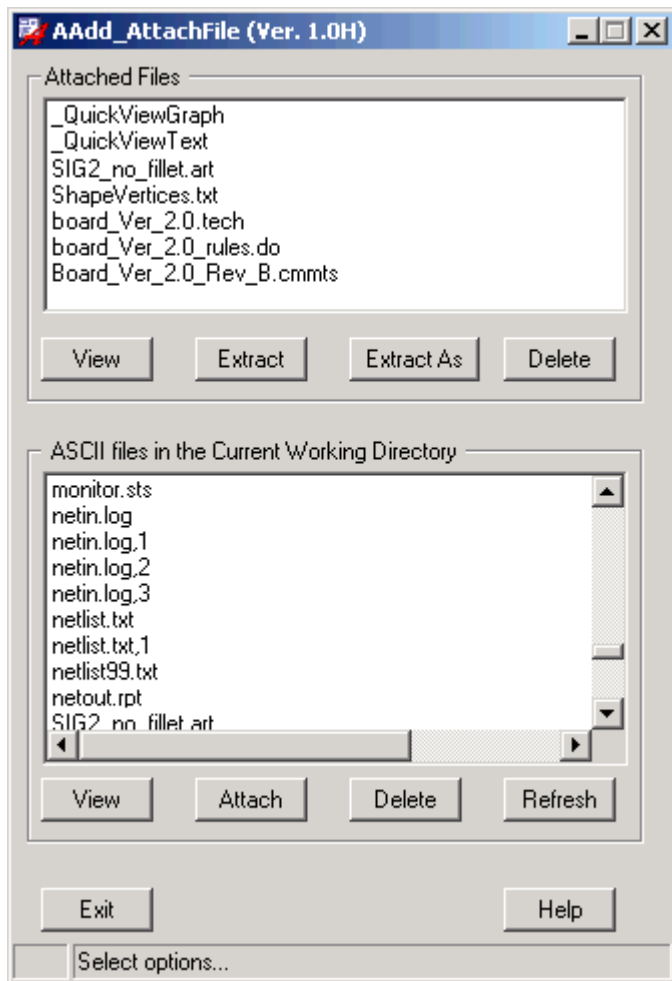 AAdd_AttachFile (Ver. 1.0H)
Attached Files
_QuickViewGraph
_QuickViewText
SIG2_no_fillet.art
ShapeVertices.txt
board_Ver_2.0.tech
board_Ver_2.0_rules.do
Board_Ver_2.0_Rev_B.cmmts
View Extract Extract As Delete
ASCII files in the Current Working Directory
monitor.sts
netin.log
netin.log,1
netin.log,2
netin.log,3
netlist.txt
netlist.txt,1
netlist99.txt
netout.rpt
SIG2_no_fillet.art
View Attach Delete Refresh
Exit Help
Select options...